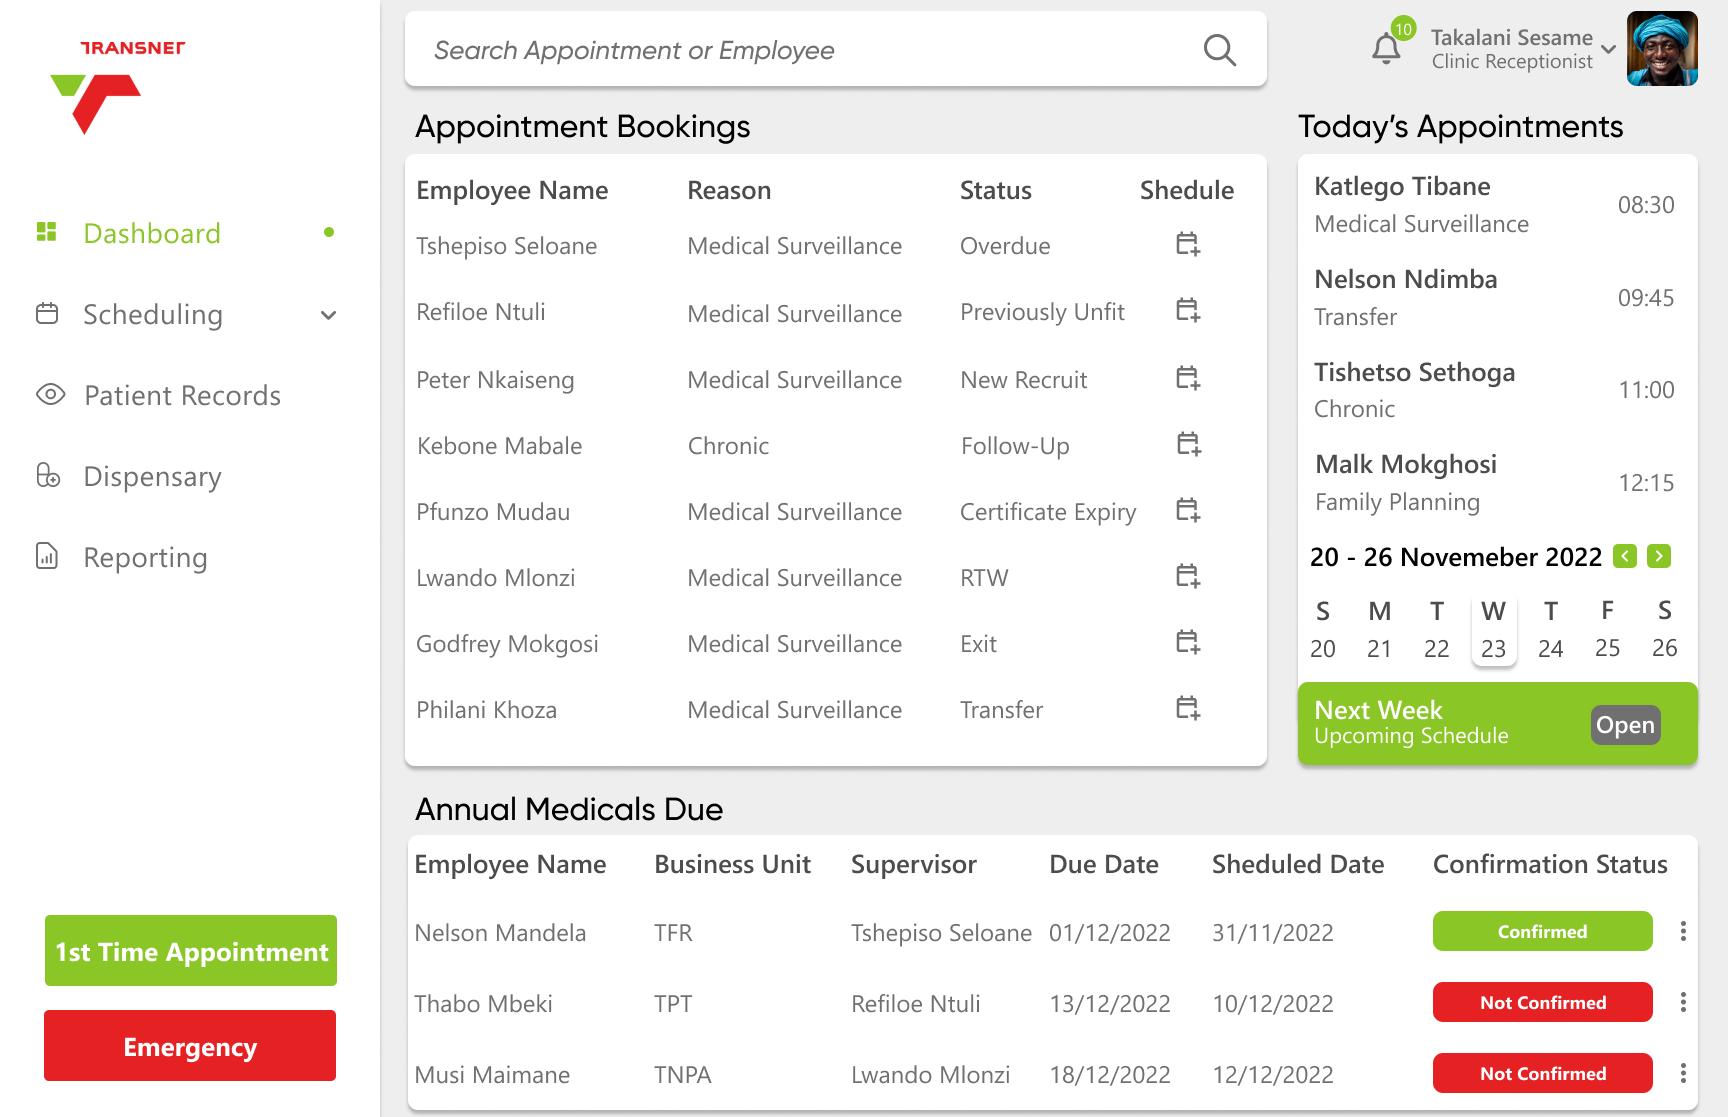 TRANSNET
Search Appointment or Employee
10
Takalani Sesame
Clinic Receptionist
Dashboard
Scheduling
Patient Records
Dispensary
Reporting
1st Time Appointment
Emergency
Appointment Bookings
Employee Name Reason Status Shedule
Tshepiso Seloane Medical Surveillance Overdue
Refiloe Ntuli Medical Surveillance Previously Unfit
Peter Nkaiseng Medical Surveillance New Recruit
Kebone Mabale Chronic Follow-Up
Pfunzo Mudau Medical Surveillance Certificate Expiry
Lwando Mlonzi Medical Surveillance RTW
Godfrey Mokgosi Medical Surveillance Exit
Philani Khoza Medical Surveillance Transfer
Today's Appointments
Katlego Tibane
Medical Surveillance
08:30
Nelson Ndimba
Transfer
09:45
Tishetso Sethoga
Chronic
11:00
Malk Mokghosi
Family Planning
12:15
20 - 26 Novemeber 2022
S M T W T F S
20 21 22 23 24 25 26
Next Week
Upcoming Schedule
Open
Annual Medicals Due
Employee Name Business Unit Supervisor Due Date Sheduled Date Confirmation Status
Nelson Mandela TFR Tshepiso Seloane 01/12/2022 31/11/2022 Confirmed
Thabo Mbeki TPT Refiloe Ntuli 13/12/2022 10/12/2022 Not Confirmed
Musi Maimane TNPA Lwando Mlonzi 18/12/2022 12/12/2022 Not Confirmed